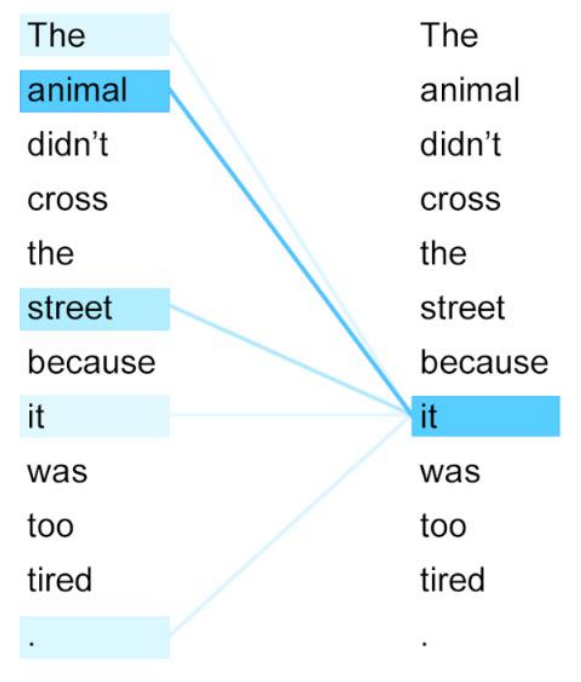 The
animal
didn’t
cross
the
street
because
it
was
too
tired
.
The
animal
didn’t
cross
the
street
because
it
was
too
tired
.